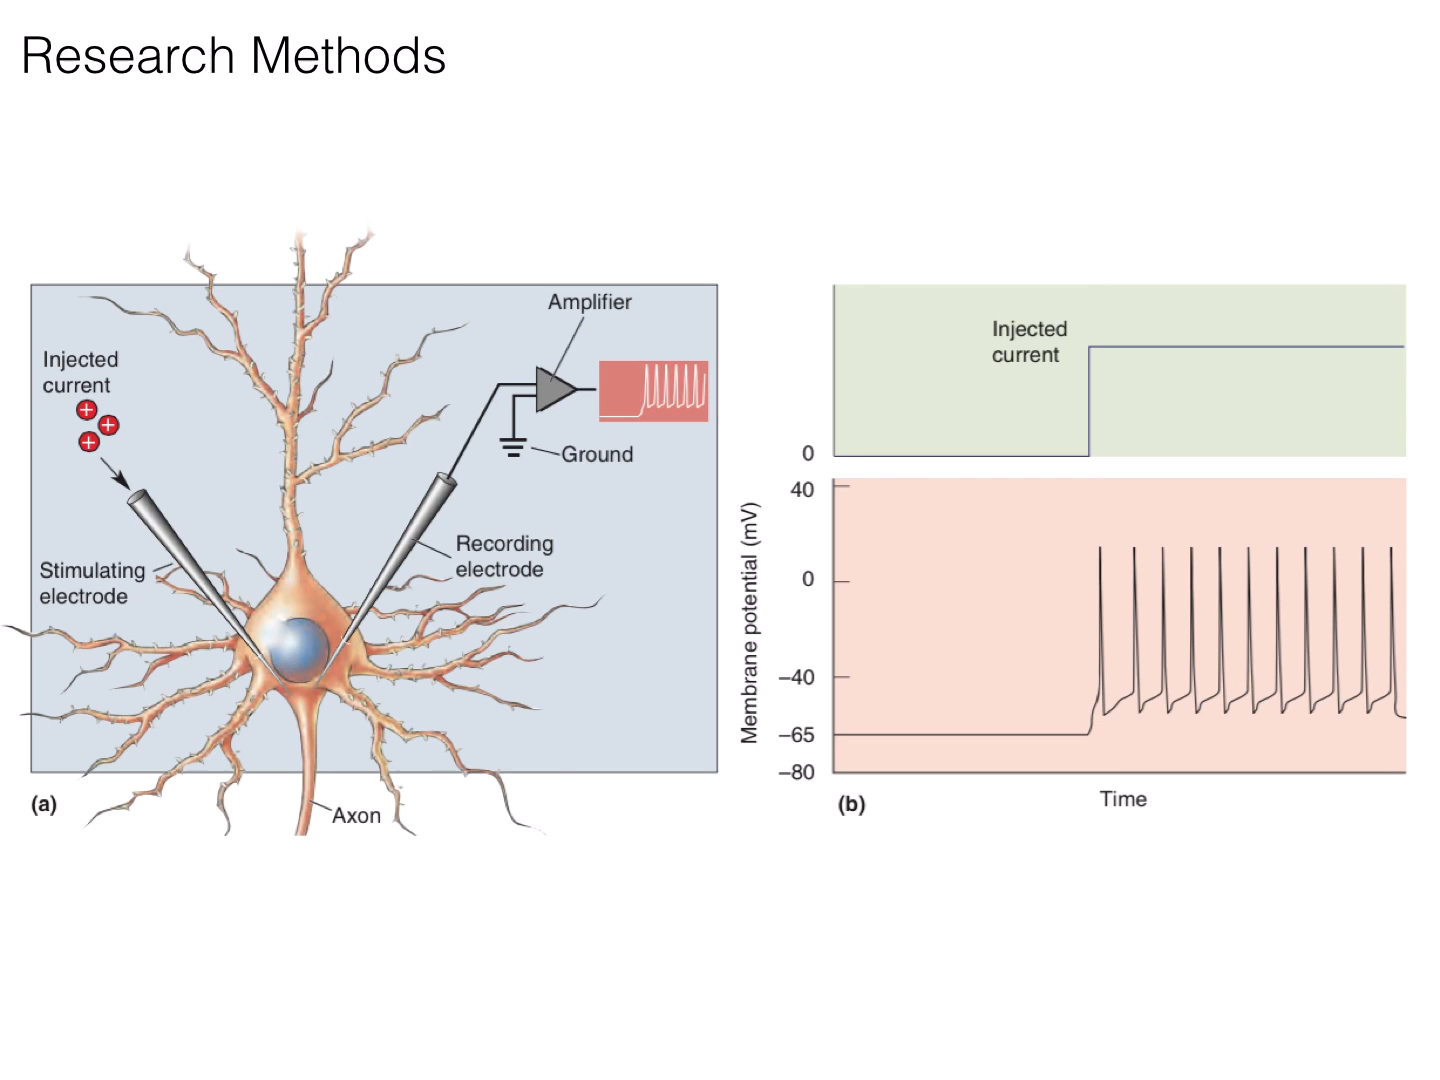 Research Methods
Injected
current
+
+
+
Stimulating
electrode
Amplifier
Ground
Recording
electrode
Axon
(a)
Injected
current
0
40
0
–40
–65
–80
Membrane potential (mV)
Time
(b)